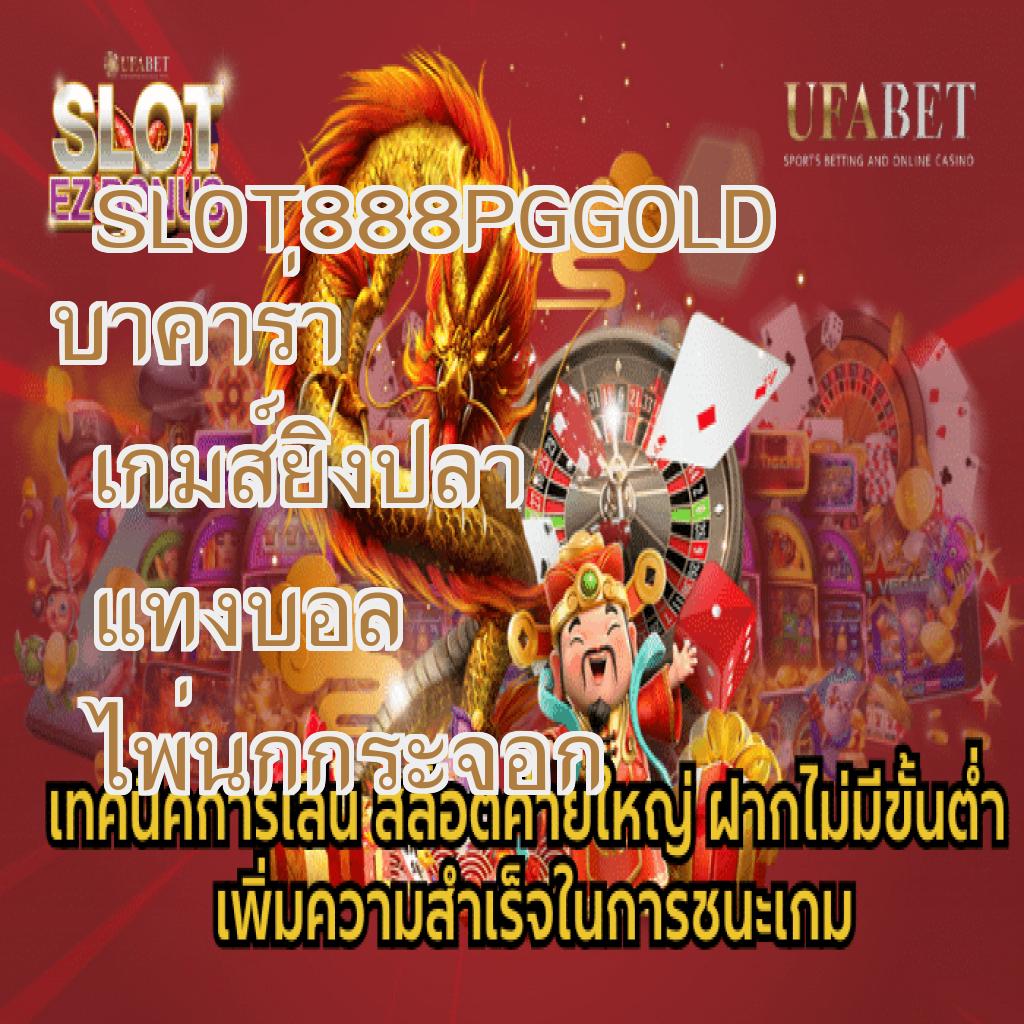 UFABET
SLOT
EZ BONUS
UFABET
SPORTS BETTING AND ONLINE CASINO
SLOT888PGGOLD
บาคาร่า
เกมส์ยิงปลา
แทงบอล
ไพ่นกกระจอก
เทคนิคการเล่น สล็อตค่ายใหญ่ ฝากไม่มีขั้นต่ำ
เพิ่มความสำเร็จในการชนะเกม